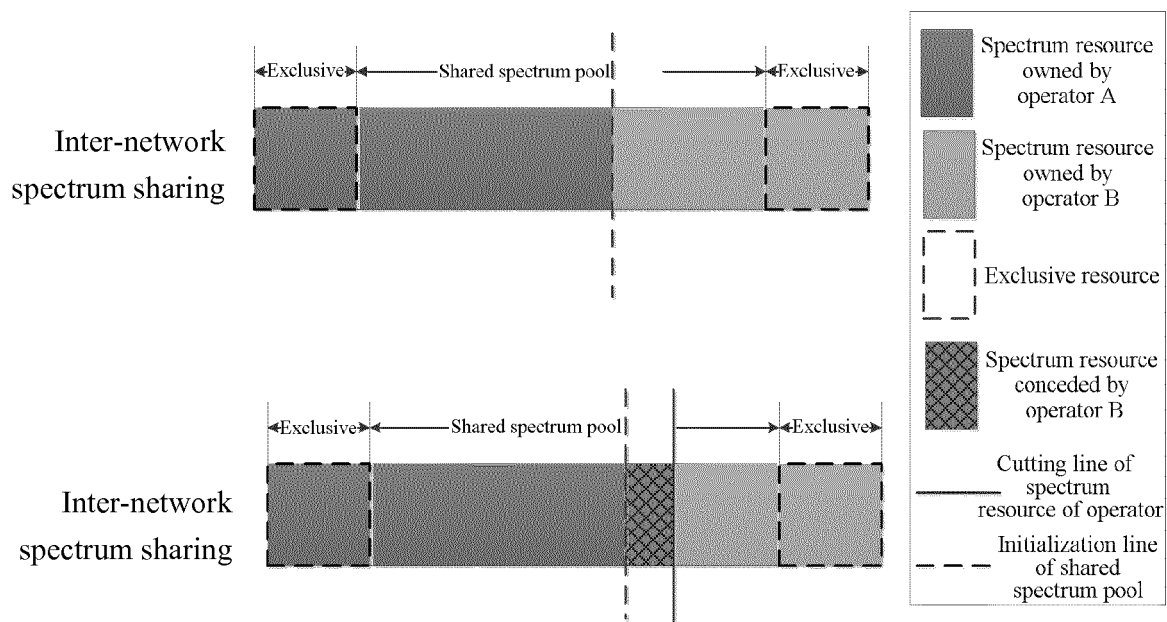 Exclusive
Shared spectrum pool
Exclusive
Inter-network
spectrum sharing
Exclusive
Shared spectrum pool
Exclusive
Inter-network
spectrum sharing
Spectrum resource
owned by
operator A
Spectrum resource
owned by
operator B
Exclusive resource
Spectrum resource
conceded by
operator B
Cutting line of
spectrum
resource of operator
Initialization line
of shared
spectrum pool